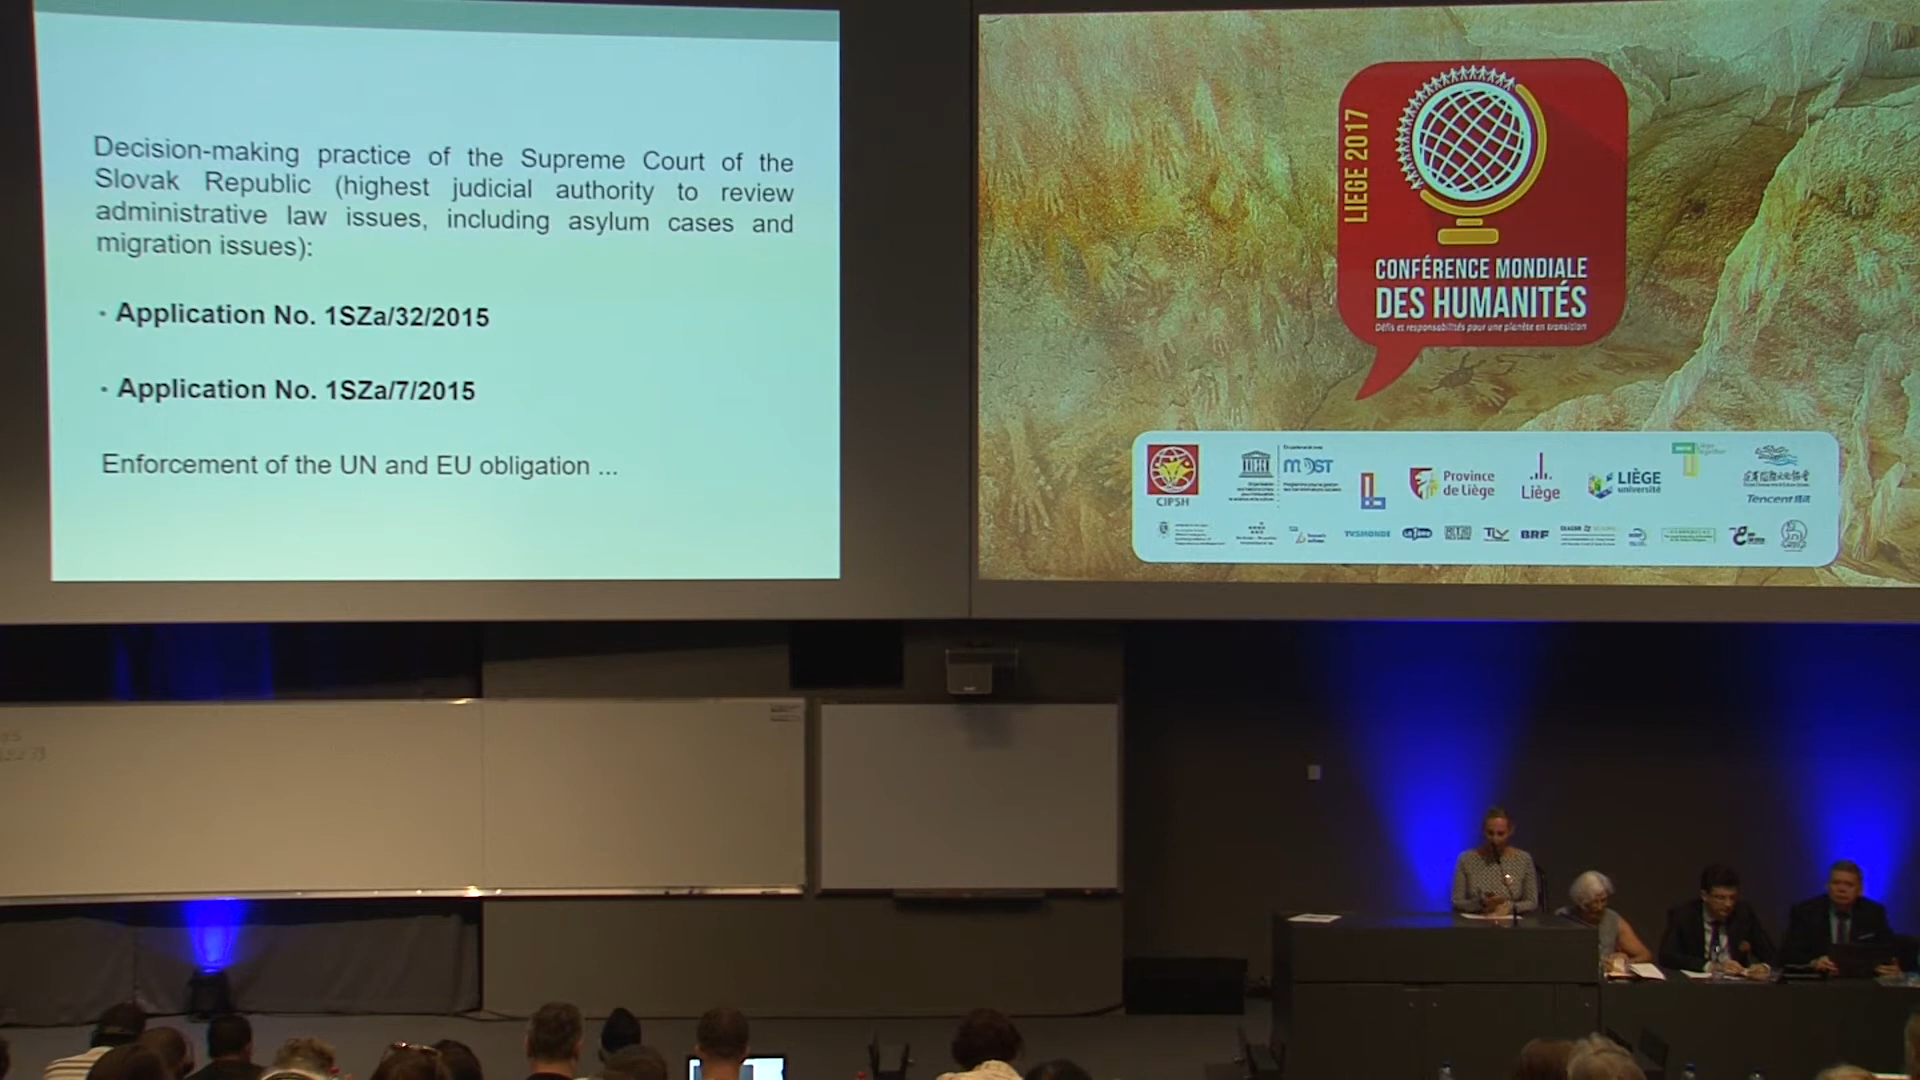 Decision-making practice of the Supreme Court of the
Slovak Republic (highest judicial authority to review
administrative law issues, including asylum cases and
migration issues):
· Application No. 1SZa/32/2015
· Application No. 1SZa/7/2015
Enforcement of the UN and EU obligation ...
LIEGE 2017
CONFÉRENCE MONDIALE
DES HUMANITÉS
Défis et responsabilités pour une planète en transition
CIPSH
MOST
Province
de Liège
Liège
LIÈGE
université
Tencent 腾讯
TV5MONDE
BRF